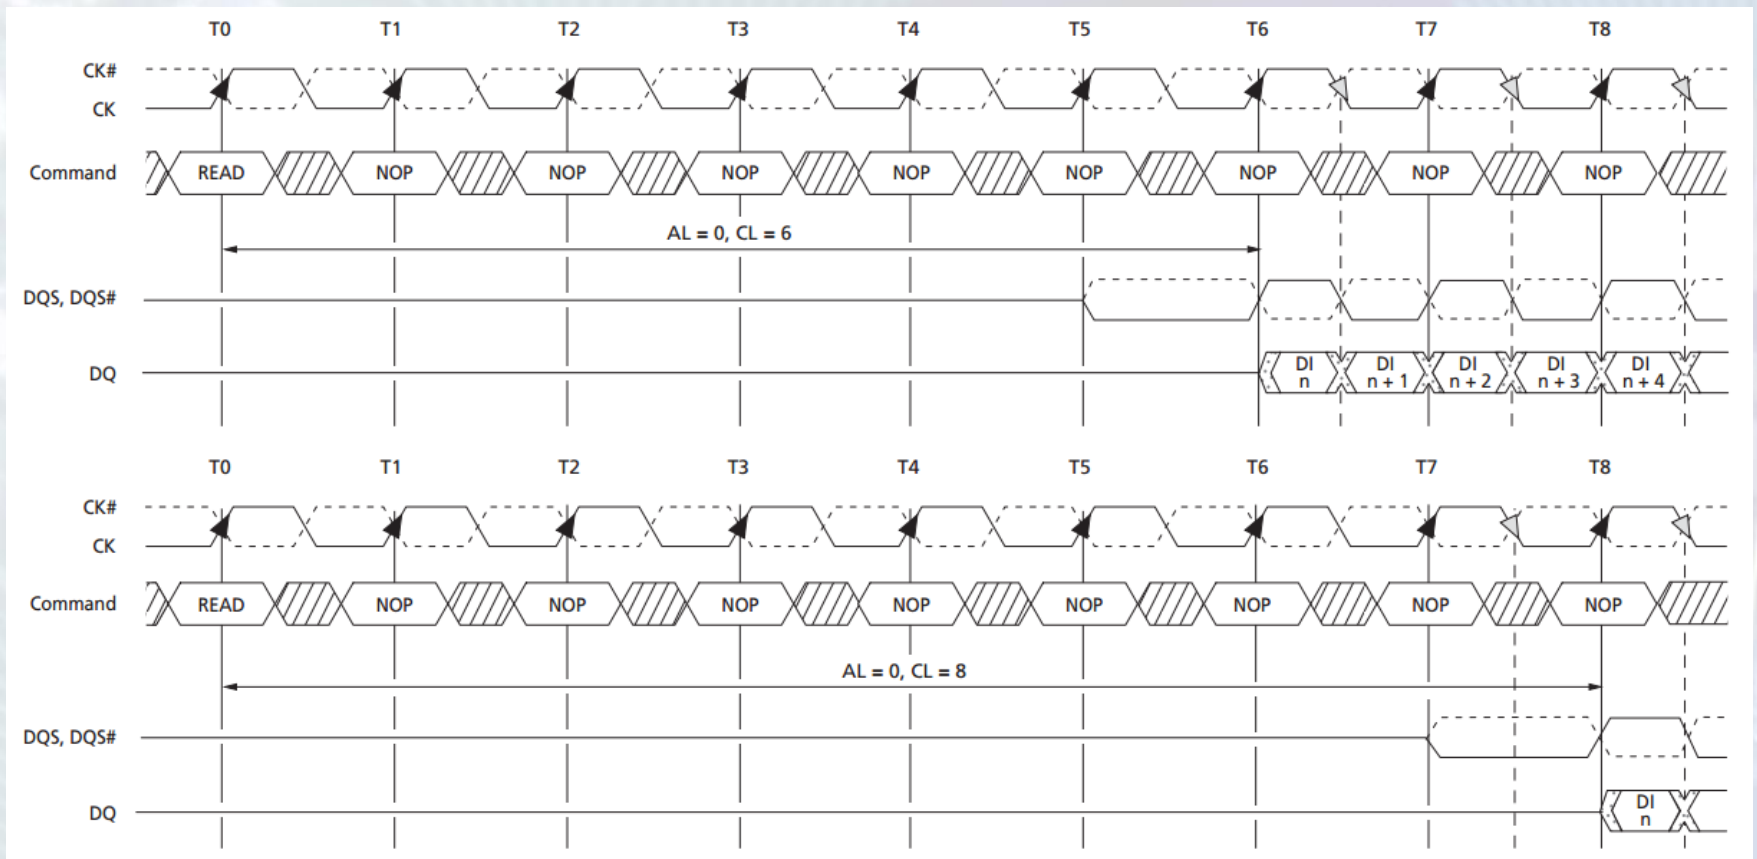 T0 T1 T2 T3 T4 T5 T6 T7 T8
CK#
CK
Command READ NOP NOP NOP NOP NOP NOP NOP NOP
AL = 0, CL = 6
DQS, DQS#
DQ DI n DI n + 1 DI n + 2 DI n + 3 DI n + 4
T0 T1 T2 T3 T4 T5 T6 T7 T8
CK#
CK
Command READ NOP NOP NOP NOP NOP NOP NOP NOP
AL = 0, CL = 8
DQS, DQS#
DQ DI n